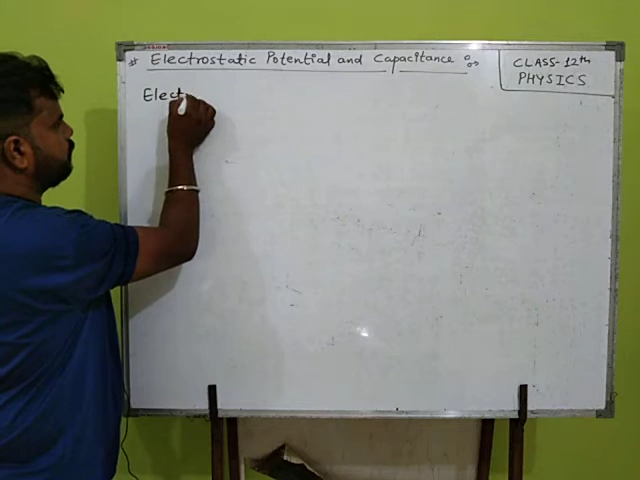 # Electrostatic Potential and Capacitance
CLASS-12th
PHYSICS
Elect